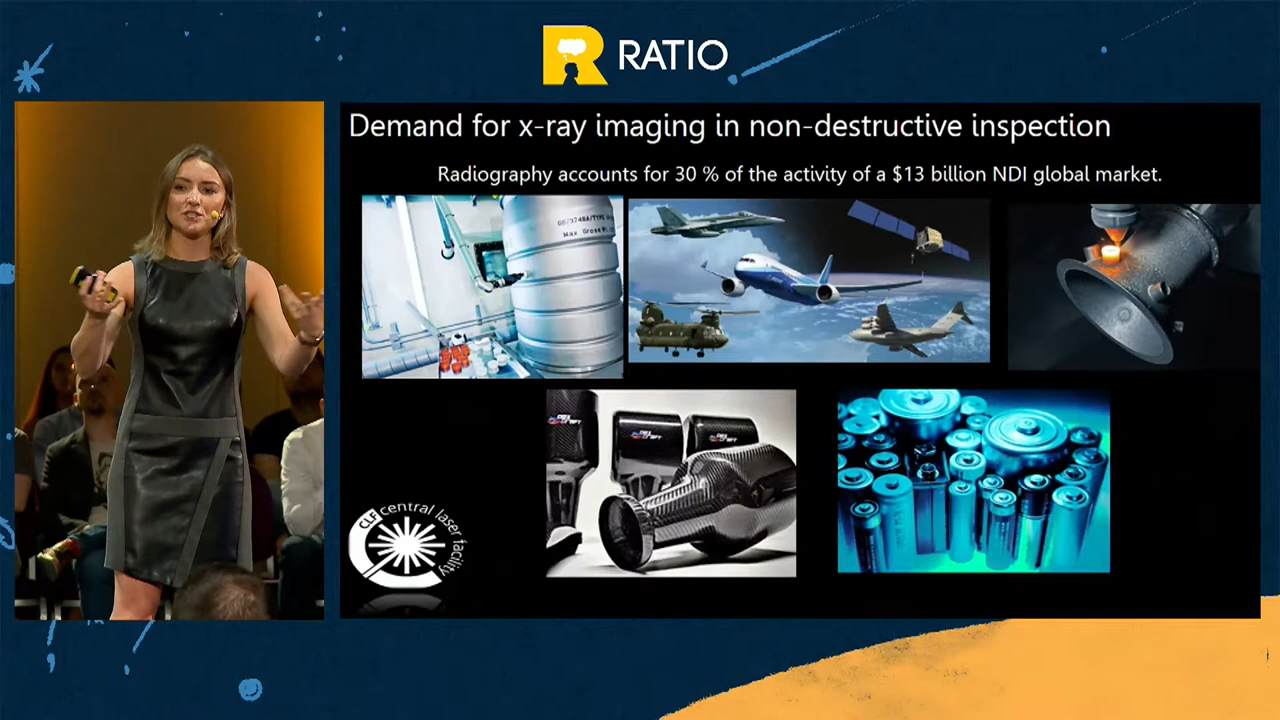 RATIO
Demand for x-ray imaging in non-destructive inspection
Radiography accounts for 30 % of the activity of a $13 billion NDI global market.
CLF central laser facility